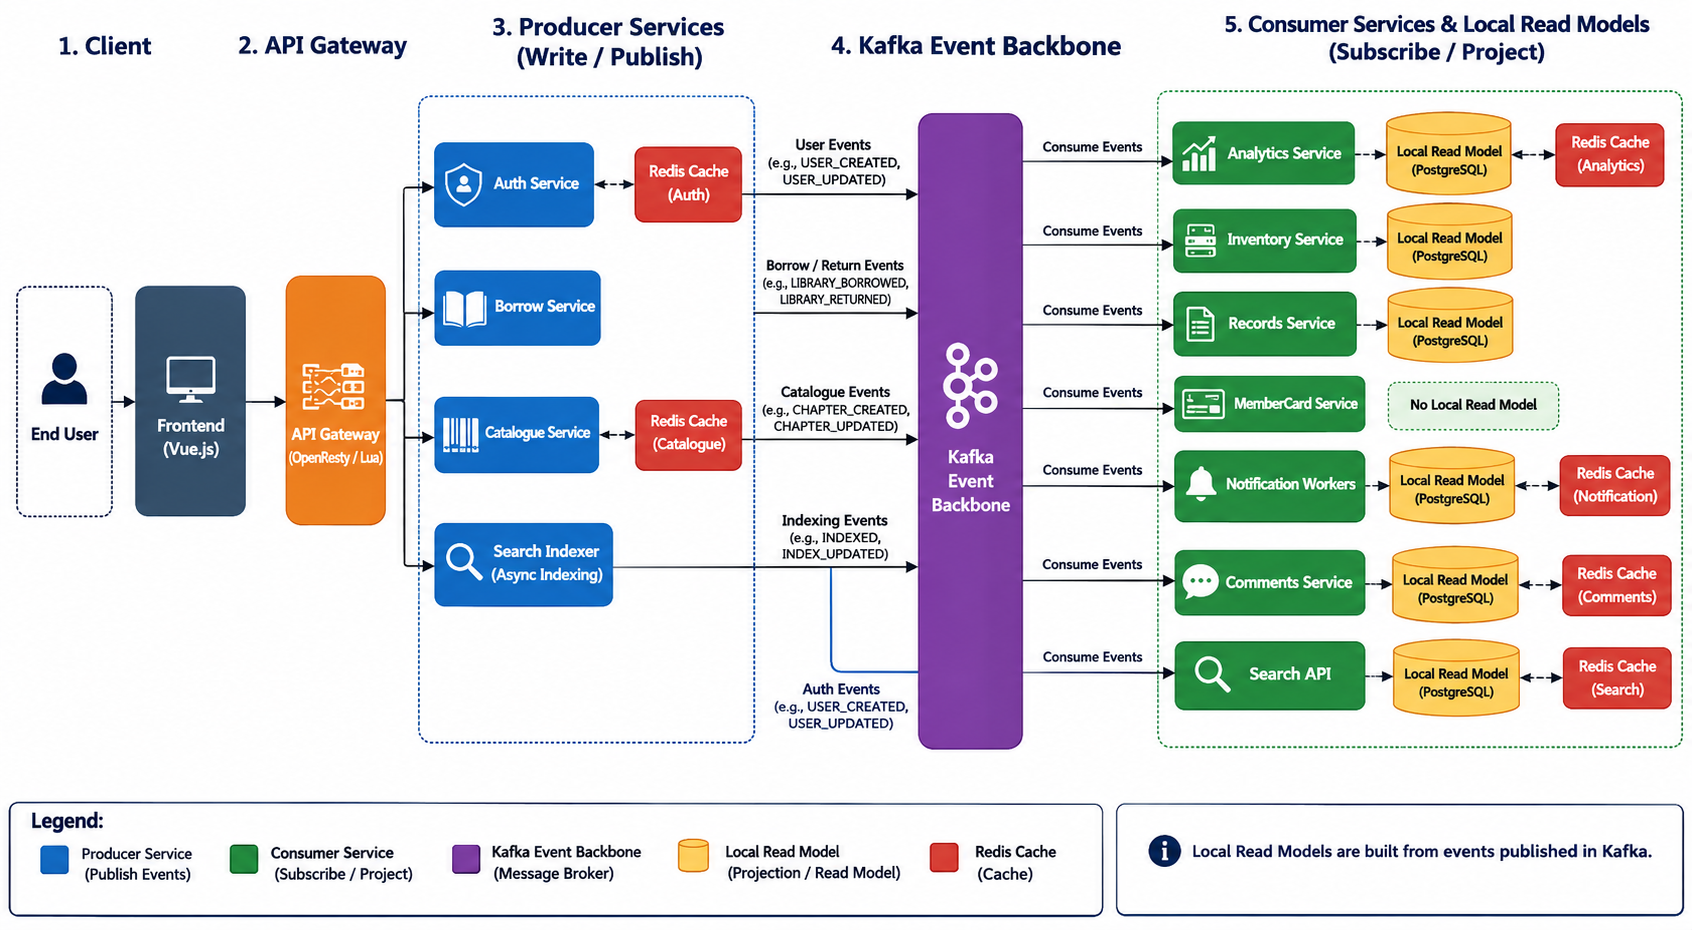 1. Client
2. API Gateway
3. Producer Services
(Write / Publish)
4. Kafka Event Backbone
5. Consumer Services & Local Read Models
(Subscribe / Project)
End User
Frontend
(Vue.js)
API Gateway
(OpenResty / Lua)
Auth Service
Redis Cache
(Auth)
Borrow Service
Catalogue Service
Redis Cache
(Catalogue)
Search Indexer
(Async Indexing)
User Events
(e.g., USER_CREATED,
USER_UPDATED)
Borrow / Return Events
(e.g., LIBRARY_BORROWED,
LIBRARY_RETURNED)
Catalogue Events
(e.g., CHAPTER_CREATED,
CHAPTER_UPDATED)
Indexing Events
(e.g., INDEXED,
INDEX_UPDATED)
Auth Events
(e.g., USER_CREATED,
USER_UPDATED)
Kafka
Event
Backbone
Consume Events
Analytics Service
Local Read Model
(PostgreSQL)
Redis Cache
(Analytics)
Consume Events
Inventory Service
Local Read Model
(PostgreSQL)
Consume Events
Records Service
Local Read Model
(PostgreSQL)
Consume Events
MemberCard Service
No Local Read Model
Consume Events
Notification Workers
Local Read Model
(PostgreSQL)
Redis Cache
(Notification)
Consume Events
Comments Service
Local Read Model
(PostgreSQL)
Redis Cache
(Comments)
Consume Events
Search API
Local Read Model
(PostgreSQL)
Redis Cache
(Search)
Legend:
Producer Service
(Publish Events)
Consumer Service
(Subscribe / Project)
Kafka Event Backbone
(Message Broker)
Local Read Model
(Projection / Read Model)
Redis Cache
(Cache)
i
Local Read Models are built from events published in Kafka.